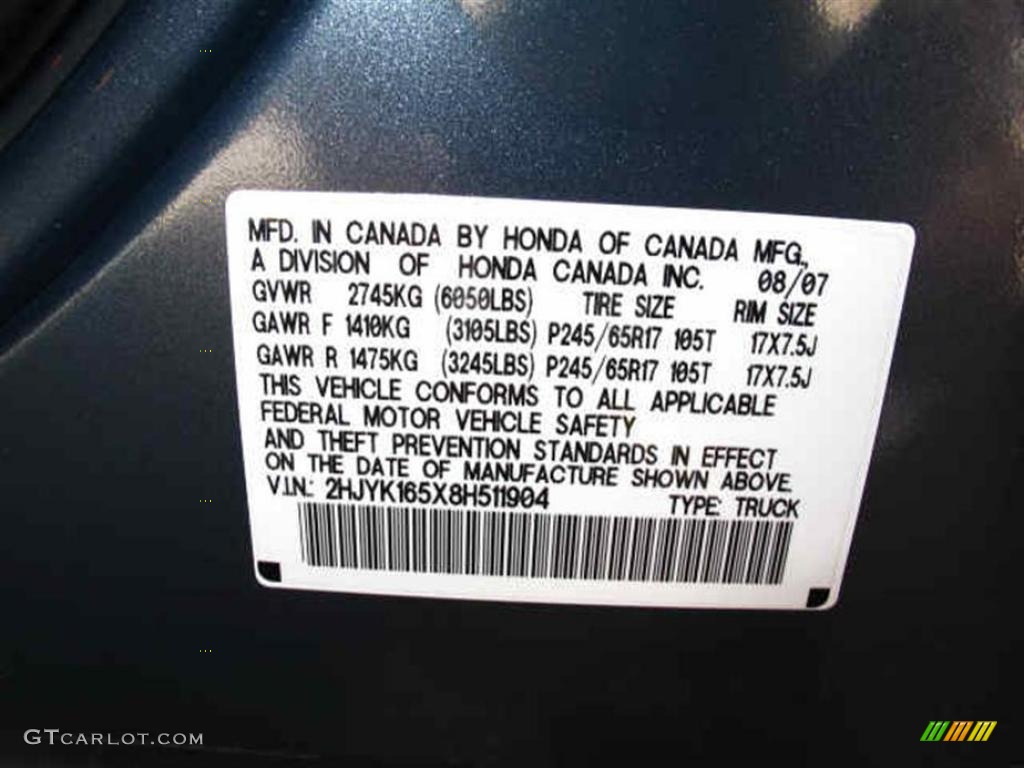 MFD. IN CANADA BY HONDA OF CANADA MFG.,
A DIVISION OF HONDA CANADA INC. 08/07
GVWR 2745KG (6050LBS) TIRE SIZE RIM SIZE
GAWR F 1410KG (3105LBS) P245/65R17 105T 17X7.5J
GAWR R 1475KG (3245LBS) P245/65R17 105T 17X7.5J
THIS VEHICLE CONFORMS TO ALL APPLICABLE
FEDERAL MOTOR VEHICLE SAFETY
AND THEFT PREVENTION STANDARDS IN EFFECT
ON THE DATE OF MANUFACTURE SHOWN ABOVE.
V.I.N.: 2HJYK165X8H511904 TYPE: TRUCK
GTCARLOT.COM